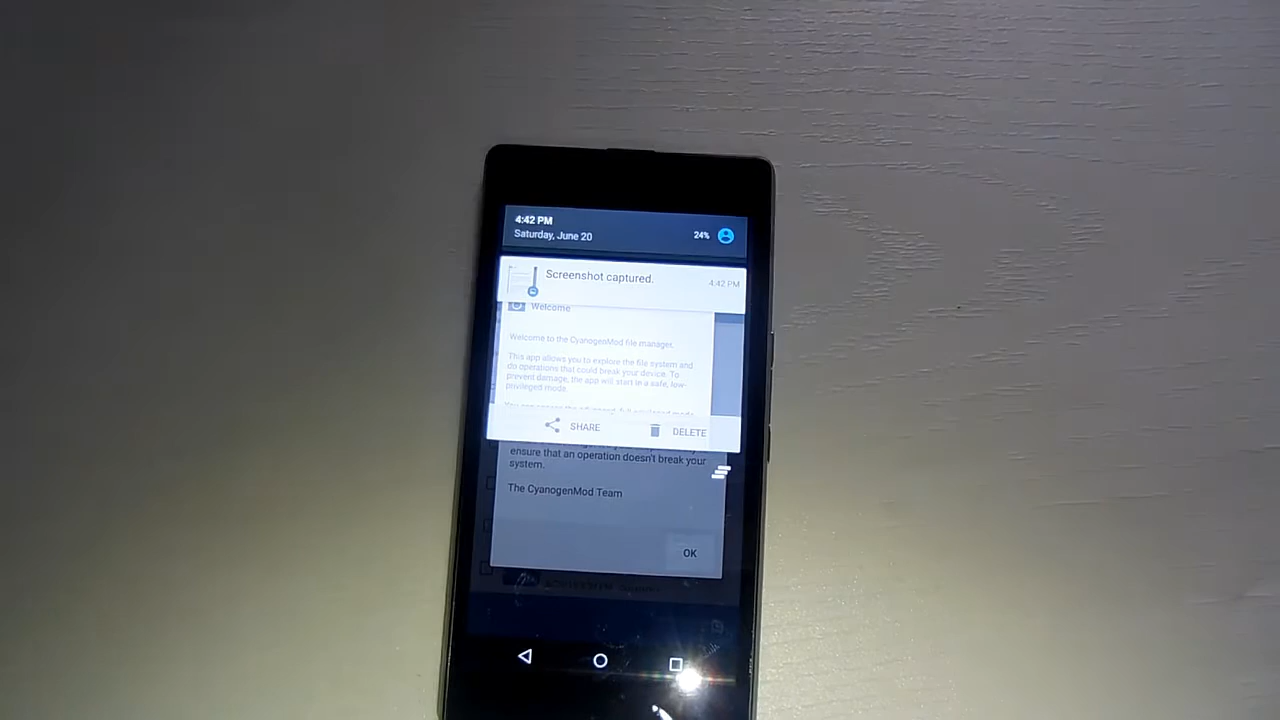 4:42 PM
Saturday, June 20
24%
Screenshot captured.
4:42 PM
Welcome
Welcome to the CyanogenMod file manager.
This app allows you to explore the file system and
do operations that could break your device. To
prevent damage, the app will start in a safe, low-
privileged mode.
SHARE
DELETE
ensure that an operation doesn't break your
system.
The CyanogenMod Team
OK